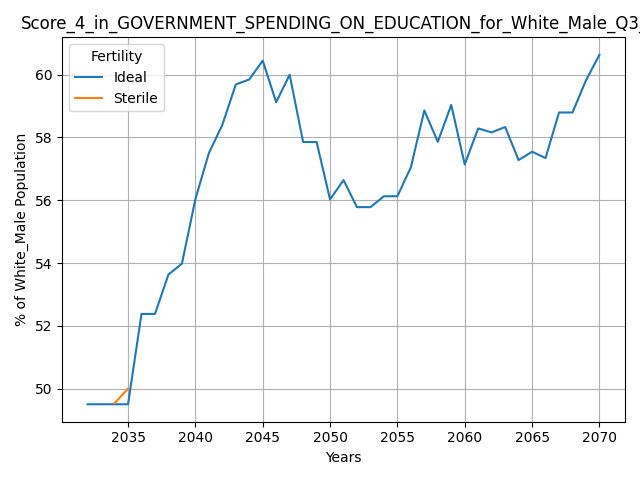 Score_4_in_GOVERNMENT_SPENDING_ON_EDUCATION_for_White_Male_Q3_
Fertility
Ideal
Sterile
% of White_Male Population
60
58
56
54
52
50
2035 2040 2045 2050 2055 2060 2065 2070
Years